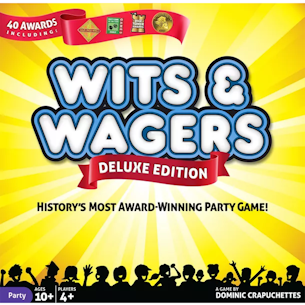 40 AWARDS
INCLUDING!
WITS &
WAGERS
DELUXE EDITION
HISTORY'S MOST AWARD-WINNING PARTY GAME!
Party
AGES
10+
PLAYERS
4+
A GAME BY
DOMINIC CRAPUCHETTES